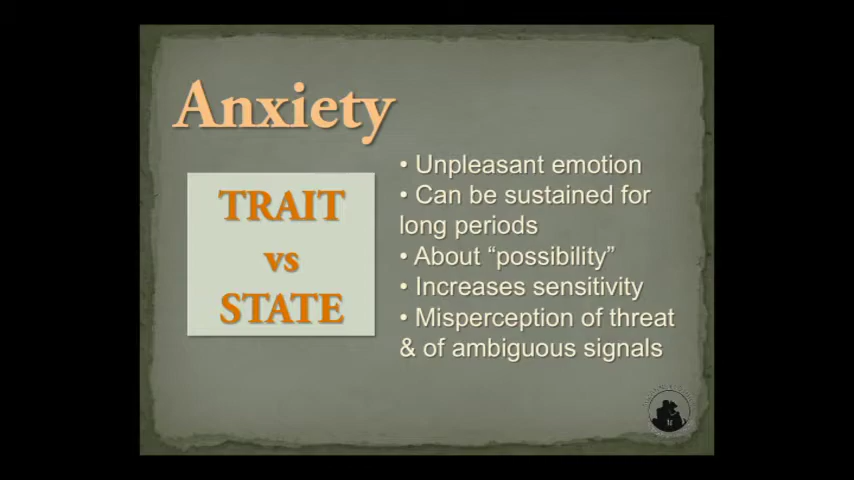 Anxiety
TRAIT
vs
STATE
• Unpleasant emotion
• Can be sustained for
long periods
• About “possibility”
• Increases sensitivity
• Misperception of threat
& of ambiguous signals